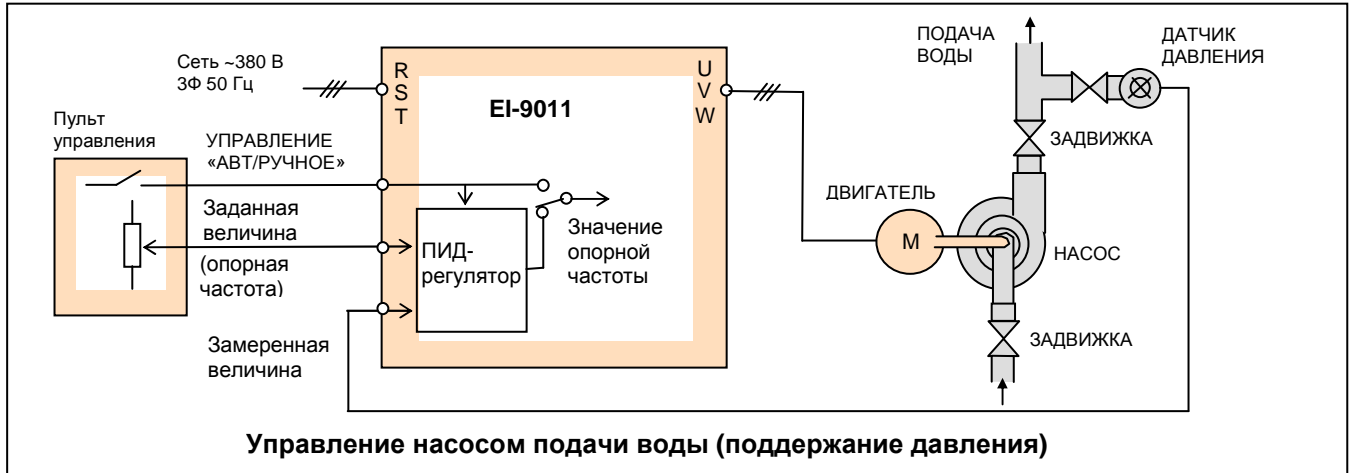 Сеть ~380 В
3Ф 50 Гц
R
S
T
EI-9011
U
V
W
ПОДАЧА
ВОДЫ
ДАТЧИК
ДАВЛЕНИЯ
Пульт
управления
УПРАВЛЕНИЕ
«АВТ/РУЧНОЕ»
ЗАДВИЖКА
ДВИГАТЕЛЬ
М
НАСОС
Заданная
величина
(опорная
частота)
ПИД-
регулятор
Значение
опорной
частоты
Замеренная
величина
ЗАДВИЖКА
Управление насосом подачи воды (поддержание давления)